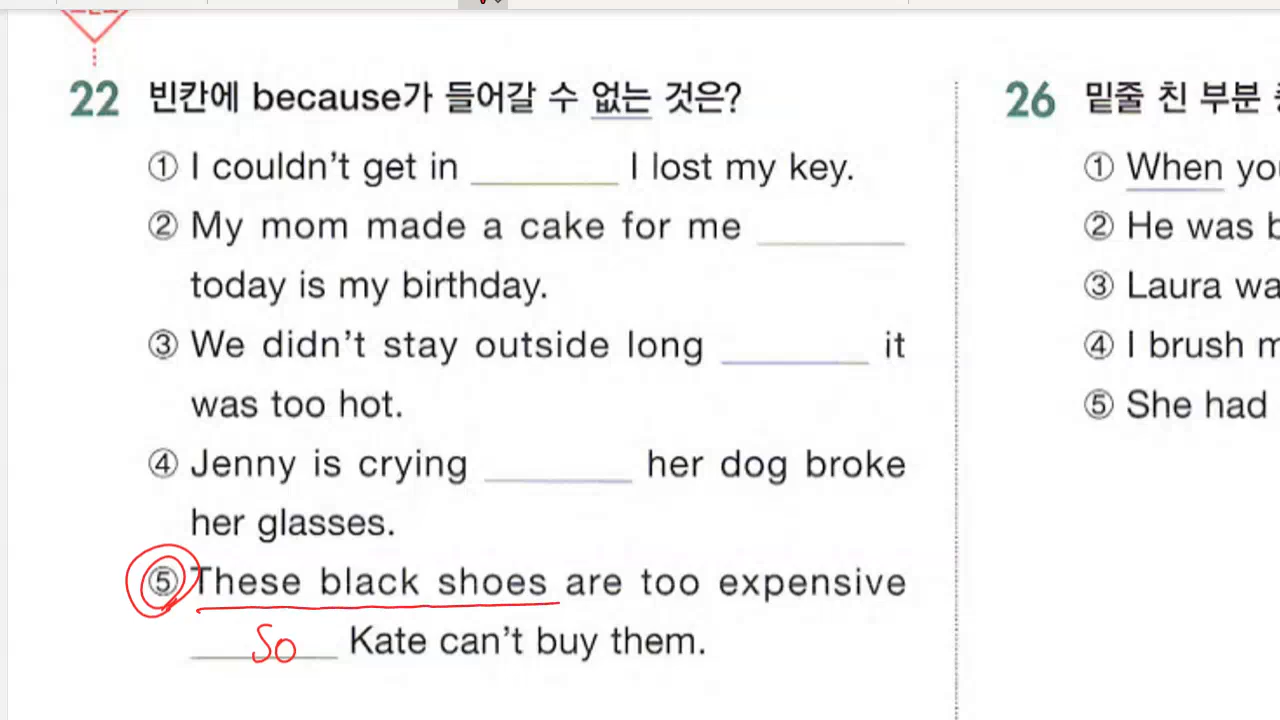 22 빈칸에 because가 들어갈 수 없는 것은?
① I couldn't get in ________ I lost my key.
② My mom made a cake for me ________
today is my birthday.
③ We didn't stay outside long ________ it
was too hot.
④ Jenny is crying ________ her dog broke
her glasses.
⑤ These black shoes are too expensive
so Kate can't buy them.
26 밑줄 친 부분
① When you
② He was
③ Laura
④ I brush
⑤ She had